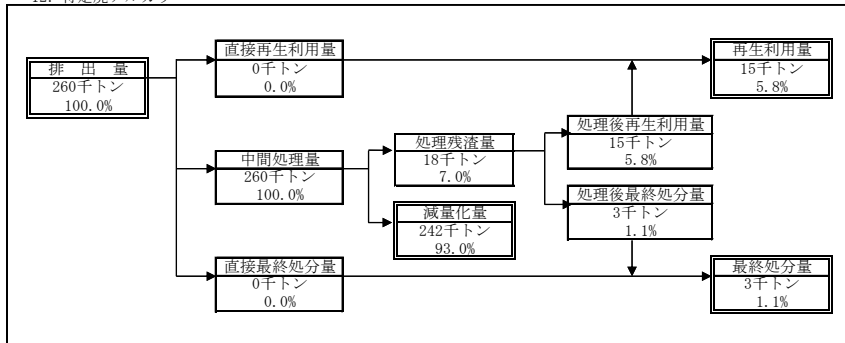 排 出 量
260千トン
100.0%
直接再生利用量
0千トン
0.0%
再生利用量
15千トン
5.8%
中間処理量
260千トン
100.0%
処理残渣量
18千トン
7.0%
処理後再生利用量
15千トン
5.8%
減量化量
242千トン
93.0%
処理後最終処分量
3千トン
1.1%
直接最終処分量
0千トン
0.0%
最終処分量
3千トン
1.1%